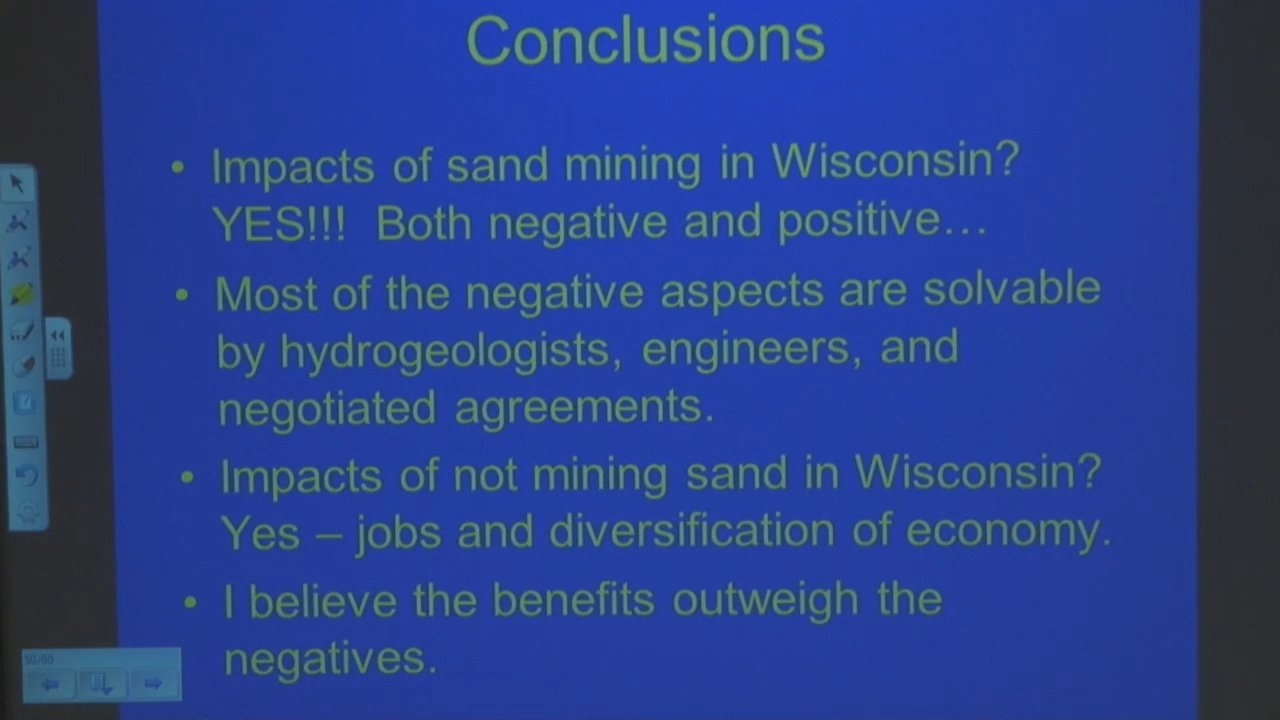 Conclusions
• Impacts of sand mining in Wisconsin?
YES!!! Both negative and positive…
• Most of the negative aspects are solvable
by hydrogeologists, engineers, and
negotiated agreements.
• Impacts of not mining sand in Wisconsin?
Yes – jobs and diversification of economy.
• I believe the benefits outweigh the
negatives.
50/60